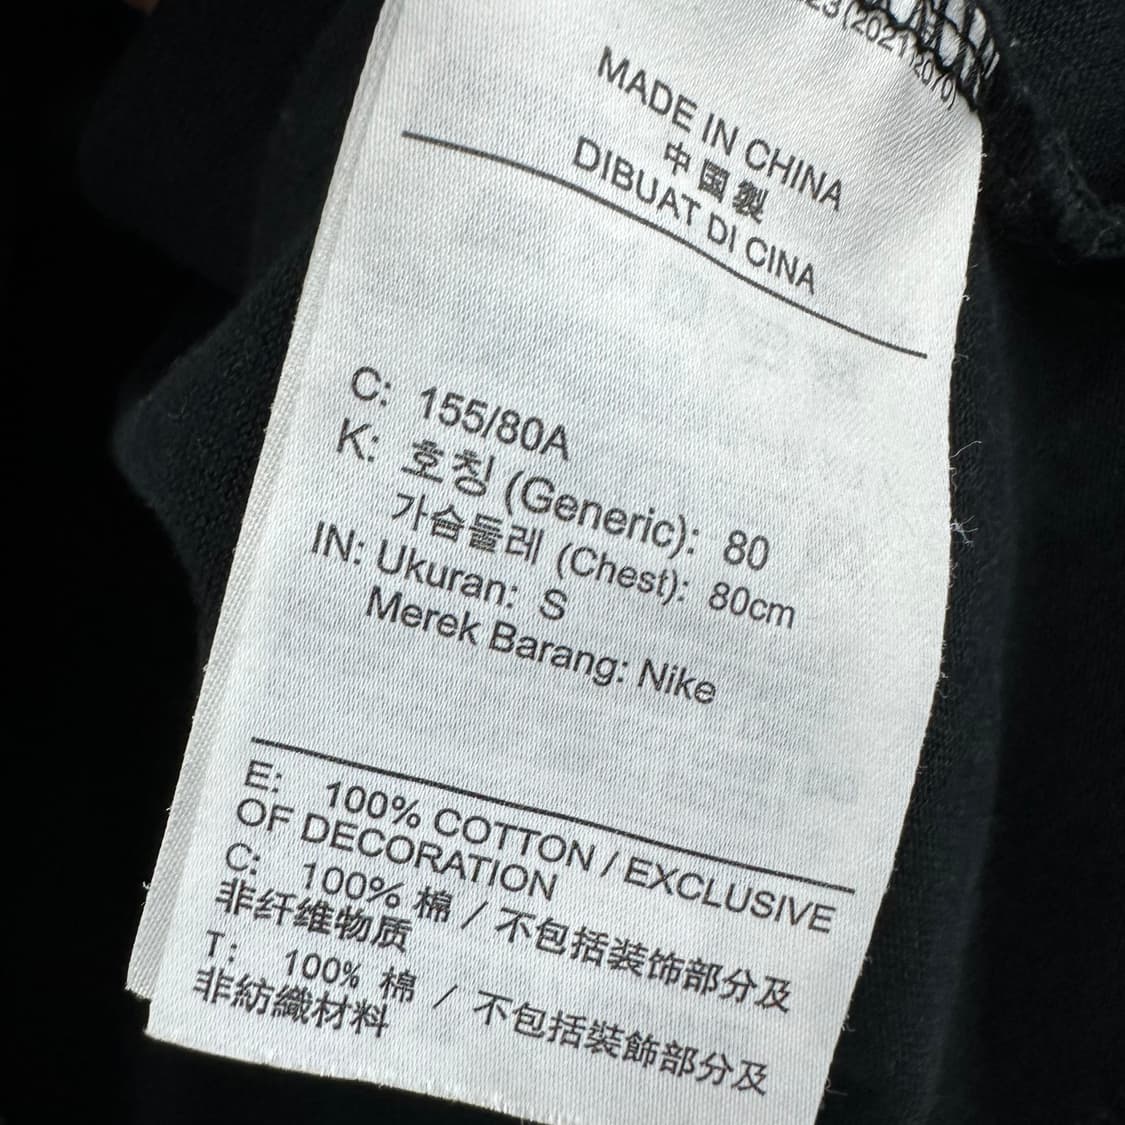 MADE IN CHINA
中国製
DIBUAT DI CINA
C: 155/80A
K: 호칭 (Generic): 80
가슴둘레 (Chest): 80cm
IN: Ukuran: S
Merek Barang: Nike
E: 100% COTTON / EXCLUSIVE
OF DECORATION
C: 100% 棉 / 不包括装饰部分及
非纤维物质
T: 100% 棉 / 不包括裝飾部分及
非紡織材料